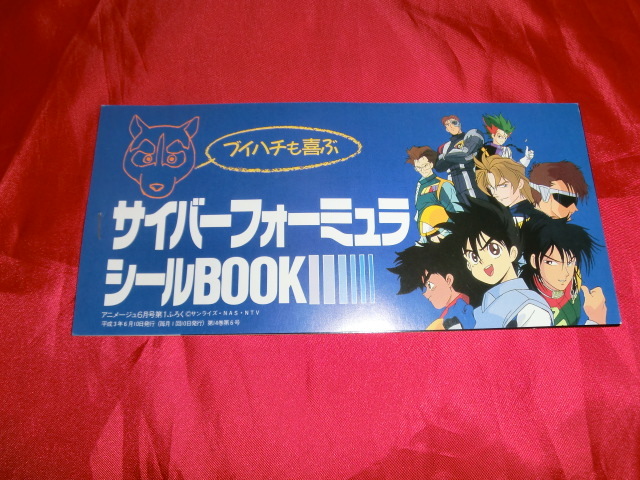 ブイハチも喜ぶ
サイバーフォーミュラ
シールBOOK
アニメージュ6月号第1ふろく©サンライズ・NAS・NTV
平成3年6月10日発行(毎月1回10日発行)第14巻第6号